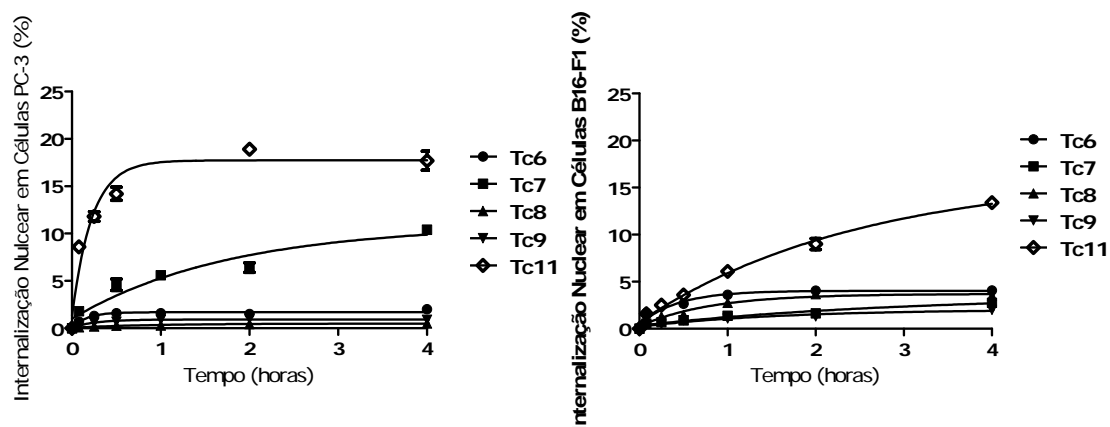 Internalização Nulcear em Células PC-3 (%)
25
20
15
10
5
0
0
1
2
3
4
Tempo (horas)
Tc6
Tc7
Tc8
Tc9
Tc11
nternalização Nuclear em Células B16-F1 (%)
25
20
15
10
5
0
0
1
2
3
4
Tempo (horas)
Tc6
Tc7
Tc8
Tc9
Tc11